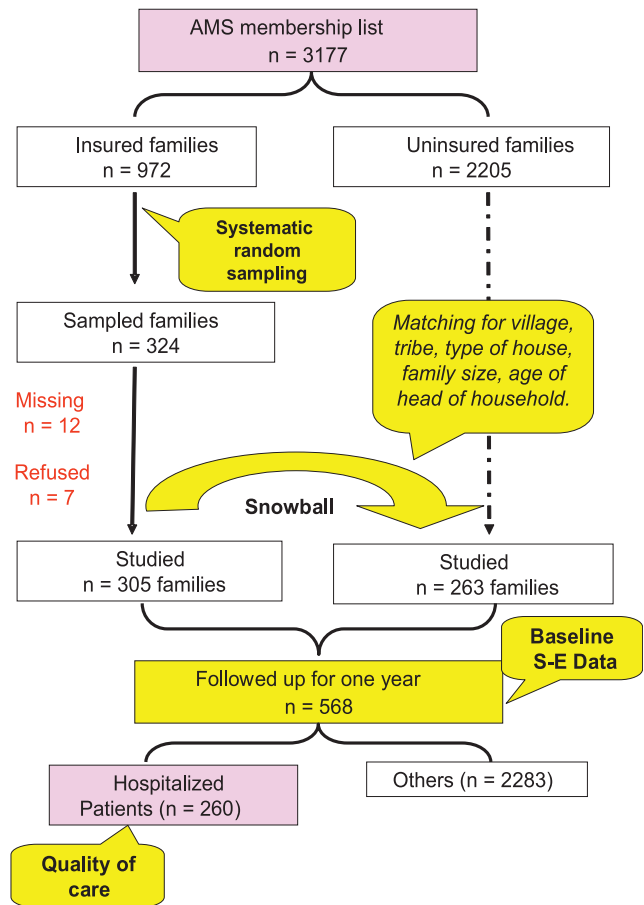 AMS membership list
n = 3177
Insured families
n = 972
Uninsured families
n = 2205
Systematic
random
sampling
Sampled families
n = 324
Matching for village,
tribe, type of house,
family size, age of
head of household.
Missing
n = 12
Refused
n = 7
Snowball
Studied
n = 305 families
Studied
n = 263 families
Baseline
S-E Data
Followed up for one year
n = 568
Hospitalized
Patients (n = 260)
Others (n = 2283)
Quality of
care